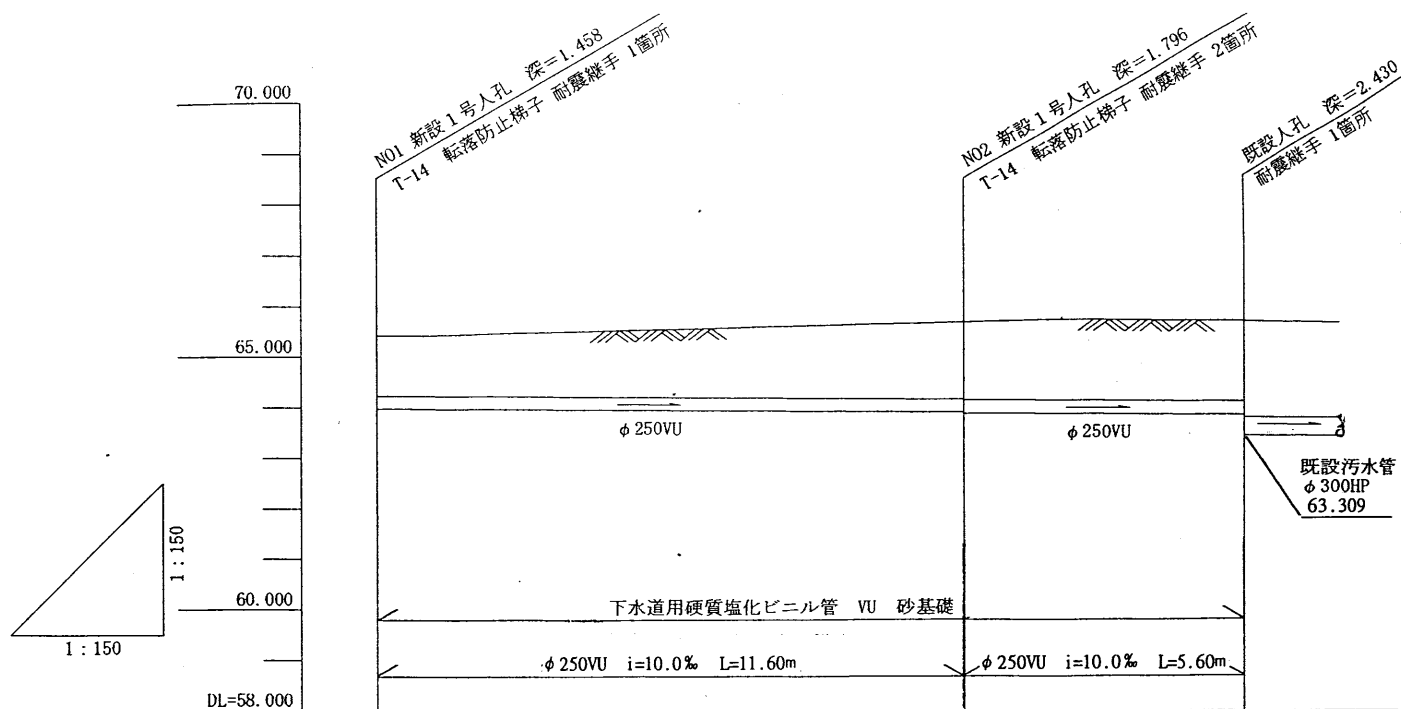 NO1 新設1号人孔 深=1.458
T-14 転落防止梯子 耐震継手 1箇所
NO2 新設1号人孔 深=1.796
T-14 転落防止梯子 耐震継手 2箇所
既設人孔 深=2.430
耐震継手 1箇所
70.000
65.000
φ250VU
φ250VU
既設汚水管
φ300HP
63.309
1:150
1:150
60.000
下水道用硬質塩化ビニル管 VU 砂基礎
φ250VU i=10.0‰ L=11.60m
φ250VU i=10.0‰ L=5.60m
DL=58.000